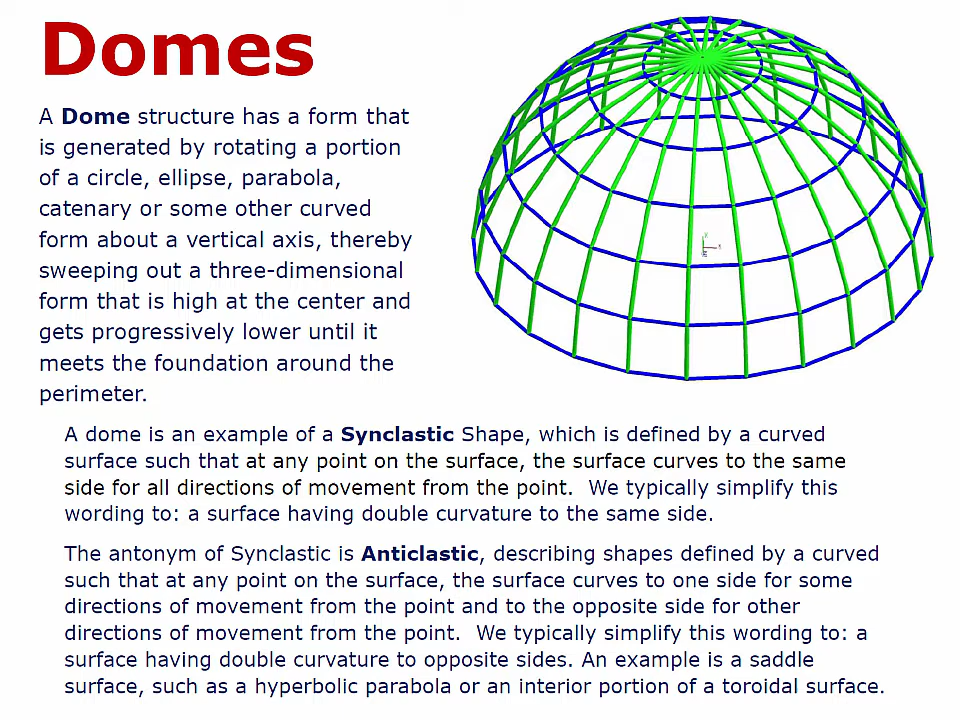 Domes
A Dome structure has a form that
is generated by rotating a portion
of a circle, ellipse, parabola,
catenary or some other curved
form about a vertical axis, thereby
sweeping out a three-dimensional
form that is high at the center and
gets progressively lower until it
meets the foundation around the
perimeter.
A dome is an example of a Synclastic Shape, which is defined by a curved
surface such that at any point on the surface, the surface curves to the same
side for all directions of movement from the point.  We typically simplify this
wording to: a surface having double curvature to the same side.
The antonym of Synclastic is Anticlastic, describing shapes defined by a curved
such that at any point on the surface, the surface curves to one side for some
directions of movement from the point and to the opposite side for other
directions of movement from the point.  We typically simplify this wording to: a
surface having double curvature to opposite sides. An example is a saddle
surface, such as a hyperbolic parabola or an interior portion of a toroidal surface.